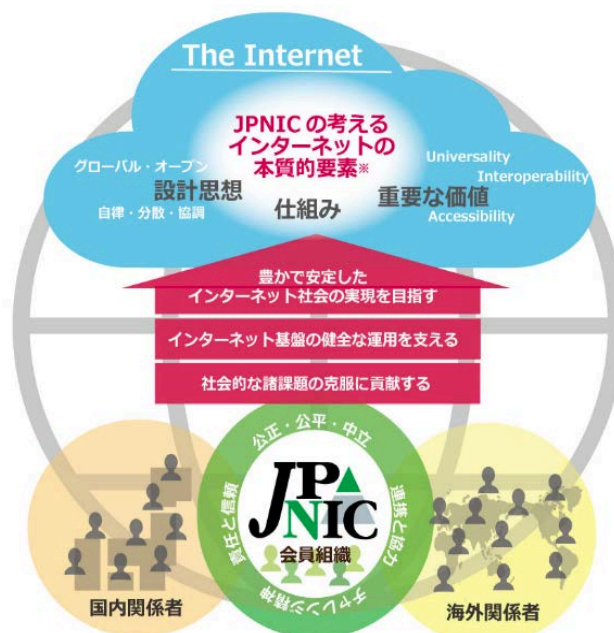 The Internet
JPNIC の考える
インターネットの
本質的要素※
グローバル・オープン
設計思想
自律・分散・協調
仕組み
Universality
Interoperability
重要な価値
Accessibility
豊かで安定した
インターネット社会の実現を目指す
インターネット基盤の健全な運用を支える
社会的な諸課題の克服に貢献する
公正・公平・中立
責任と信頼
連携と協力
チャレンジ精神
JPNIC
会員組織
国内関係者
海外関係者